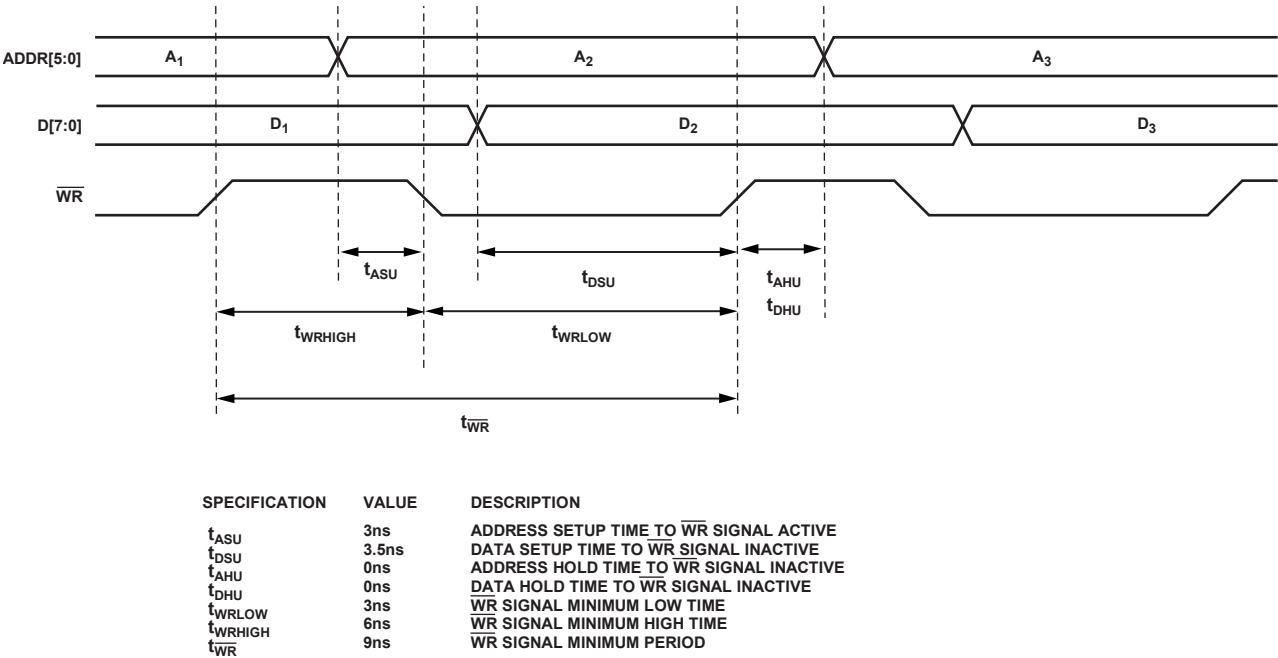 ADDR[5:0] A1 A2 A3
D[7:0] D1 D2 D3
WR
tASU tDSU tAHU
tDHU
tWRHIGH tWRLOW
tWR
SPECIFICATION VALUE DESCRIPTION
tASU 3ns ADDRESS SETUP TIME TO WR SIGNAL ACTIVE
tDSU 3.5ns DATA SETUP TIME TO WR SIGNAL INACTIVE
tAHU 0ns ADDRESS HOLD TIME TO WR SIGNAL INACTIVE
tDHU 0ns DATA HOLD TIME TO WR SIGNAL INACTIVE
tWRLOW 3ns WR SIGNAL MINIMUM LOW TIME
tWRHIGH 6ns WR SIGNAL MINIMUM HIGH TIME
tWR 9ns WR SIGNAL MINIMUM PERIOD